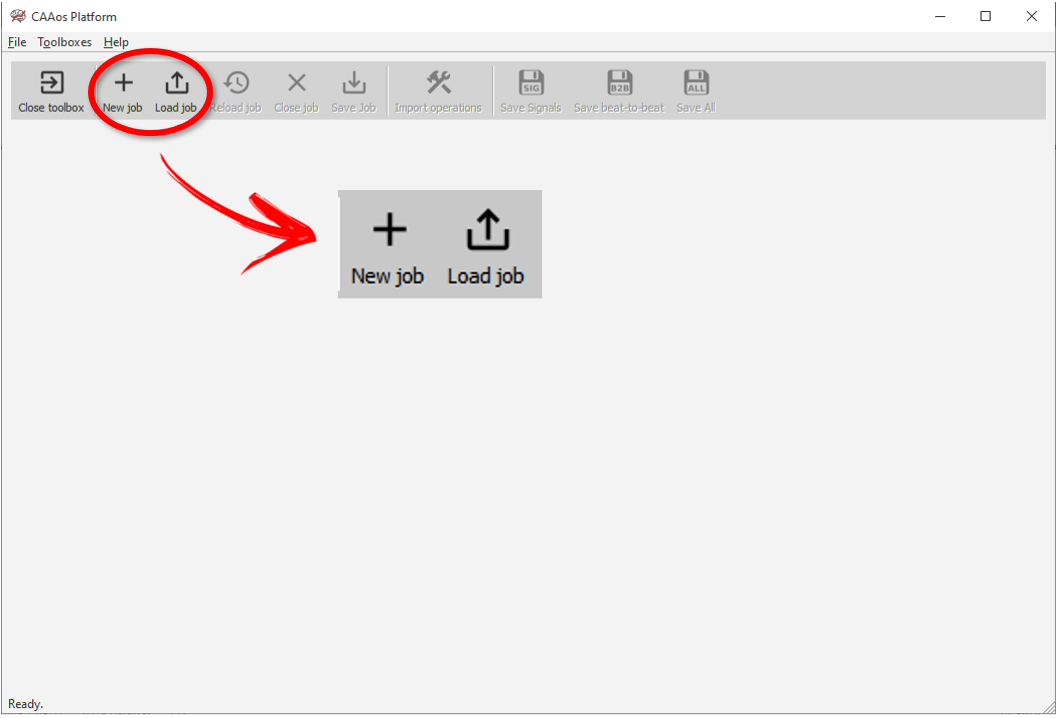 CAAos Platform
File Toolboxes Help
SIG B2B ALL
Close toolbox New job Load job Reload job Close job Save Job Import operations Save Signals Save beat-to-beat Save All
New job Load job
Ready.